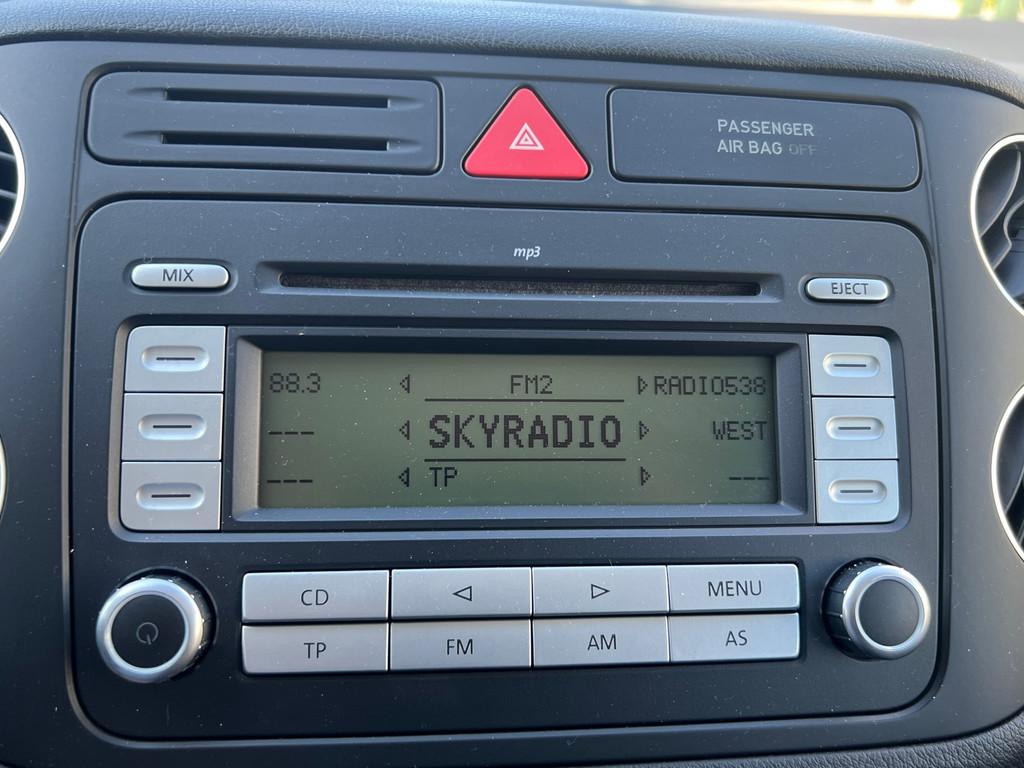 PASSENGER
AIR BAG OFF
mp3
MIX
EJECT
88.3 FM2 RADIO538
--- SKYRADIO WEST
--- TP ---
CD MENU
TP FM AM AS